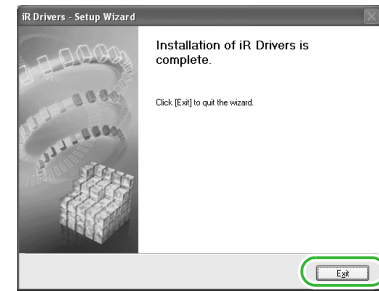 iR Drivers - Setup Wizard
Installation of iR Drivers is
complete.
Click [Exit] to quit the wizard.
Exit